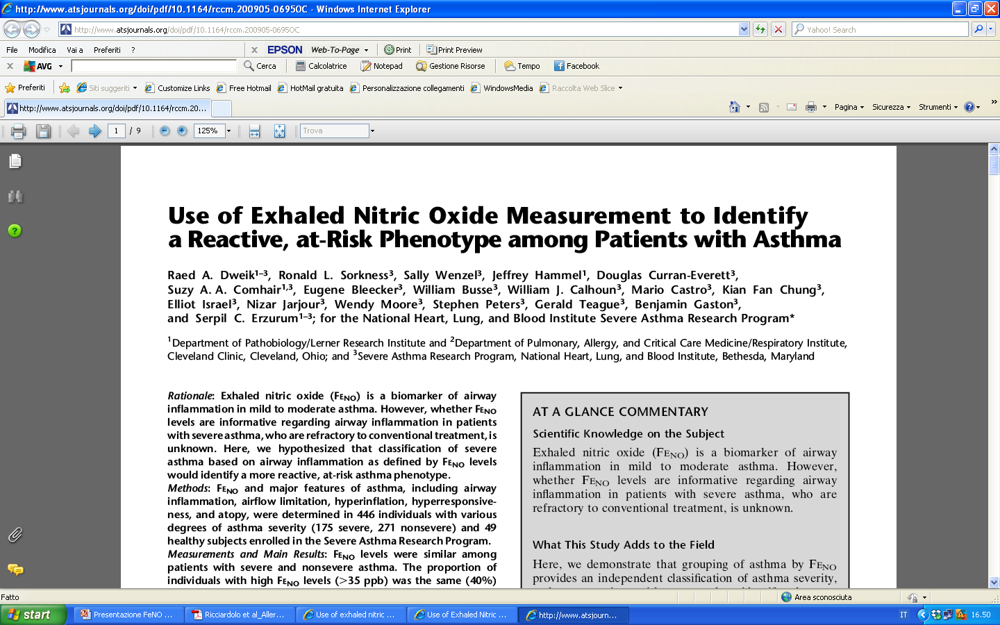 http://www.atsjournals.org/doi/pdf/10.1164/rccm.200905-0695OC - Windows Internet Explorer
http://www.atsjournals.org/doi/pdf/10.1164/rccm.200905-0695OC
Yahoo! Search
File Modifica Vai a Preferiti ?
x EPSON Web-To-Page Print Print Preview
x AVG Cerca Calcolatrice Notepad Gestione Risorse Tempo Facebook
Preferiti Siti suggeriti Customize Links Free Hotmail HotMail gratuita Personalizzazione collegamenti WindowsMedia Raccolta Web Slice
http://www.atsjournals.org/doi/pdf/10.1164/rccm.20... Pagina Sicurezza Strumenti »
1 / 9 125% Trova
Use of Exhaled Nitric Oxide Measurement to Identify
a Reactive, at-Risk Phenotype among Patients with Asthma
Raed A. Dweik1–3, Ronald L. Sorkness3, Sally Wenzel3, Jeffrey Hammel1, Douglas Curran-Everett3,
Suzy A. A. Comhair1,3, Eugene Bleecker3, William Busse3, William J. Calhoun3, Mario Castro3, Kian Fan Chung3,
Elliot Israel3, Nizar Jarjour3, Wendy Moore3, Stephen Peters3, Gerald Teague3, Benjamin Gaston3,
and Serpil C. Erzurum1–3; for the National Heart, Lung, and Blood Institute Severe Asthma Research Program*
1Department of Pathobiology/Lerner Research Institute and 2Department of Pulmonary, Allergy, and Critical Care Medicine/Respiratory Institute,
Cleveland Clinic, Cleveland, Ohio; and 3Severe Asthma Research Program, National Heart, Lung, and Blood Institute, Bethesda, Maryland
Rationale: Exhaled nitric oxide (FENO) is a biomarker of airway
inflammation in mild to moderate asthma. However, whether FENO
levels are informative regarding airway inflammation in patients
with severe asthma, who are refractory to conventional treatment, is
unknown. Here, we hypothesized that classification of severe
asthma based on airway inflammation as defined by FENO levels
would identify a more reactive, at-risk asthma phenotype.
Methods: FENO and major features of asthma, including airway
inflammation, airflow limitation, hyperinflation, hyperresponsive-
ness, and atopy, were determined in 446 individuals with various
degrees of asthma severity (175 severe, 271 nonsevere) and 49
healthy subjects enrolled in the Severe Asthma Research Program.
Measurements and Main Results: FENO levels were similar among
patients with severe and nonsevere asthma. The proportion of
individuals with high FENO levels (>35 ppb) was the same (40%)
AT A GLANCE COMMENTARY
Scientific Knowledge on the Subject
Exhaled nitric oxide (FENO) is a biomarker of airway
inflammation in mild to moderate asthma. However,
whether FENO levels are informative regarding airway
inflammation in patients with severe asthma, who are
refractory to conventional treatment, is unknown.
What This Study Adds to the Field
Here, we demonstrate that grouping of asthma by FENO
provides an independent classification of asthma severity,
Fatto Area sconosciuta
start Presentazione FeNO ... Ricciardolo et al_Aller... Use of exhaled nitric ... Use of Exhaled Nitric ... http://www.atsjourn... IT 16.50